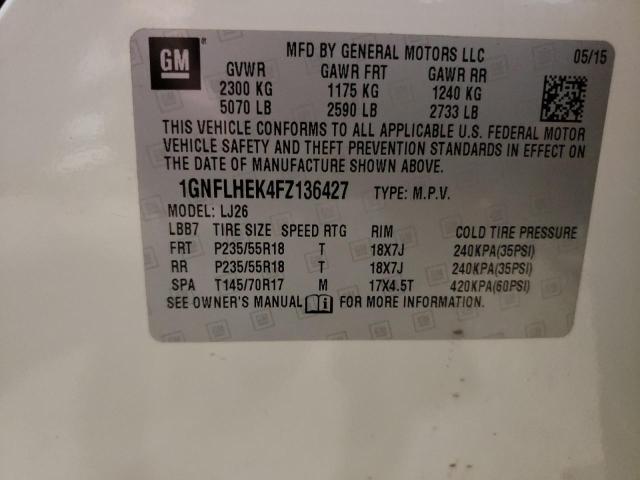 GM MFD BY GENERAL MOTORS LLC 05/15
GVWR GAWR FRT GAWR RR
2300 KG 1175 KG 1240 KG
5070 LB 2590 LB 2733 LB
THIS VEHICLE CONFORMS TO ALL APPLICABLE U.S. FEDERAL MOTOR
VEHICLE SAFETY AND THEFT PREVENTION STANDARDS IN EFFECT ON
THE DATE OF MANUFACTURE SHOWN ABOVE.
1GNFLHEK4FZ136427 TYPE: M.P.V.
MODEL: LJ26
LBB7 TIRE SIZE SPEED RTG RIM COLD TIRE PRESSURE
FRT P235/55R18 T 18X7J 240KPA(35PSI)
RR P235/55R18 T 18X7J 240KPA(35PSI)
SPA T145/70R17 M 17X4.5T 420KPA(60PSI)
SEE OWNER'S MANUAL FOR MORE INFORMATION.